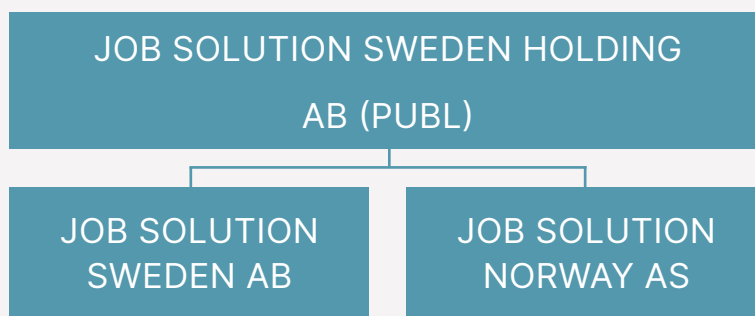 JOB SOLUTION SWEDEN HOLDING
AB (PUBL)
JOB SOLUTION
SWEDEN AB
JOB SOLUTION
NORWAY AS